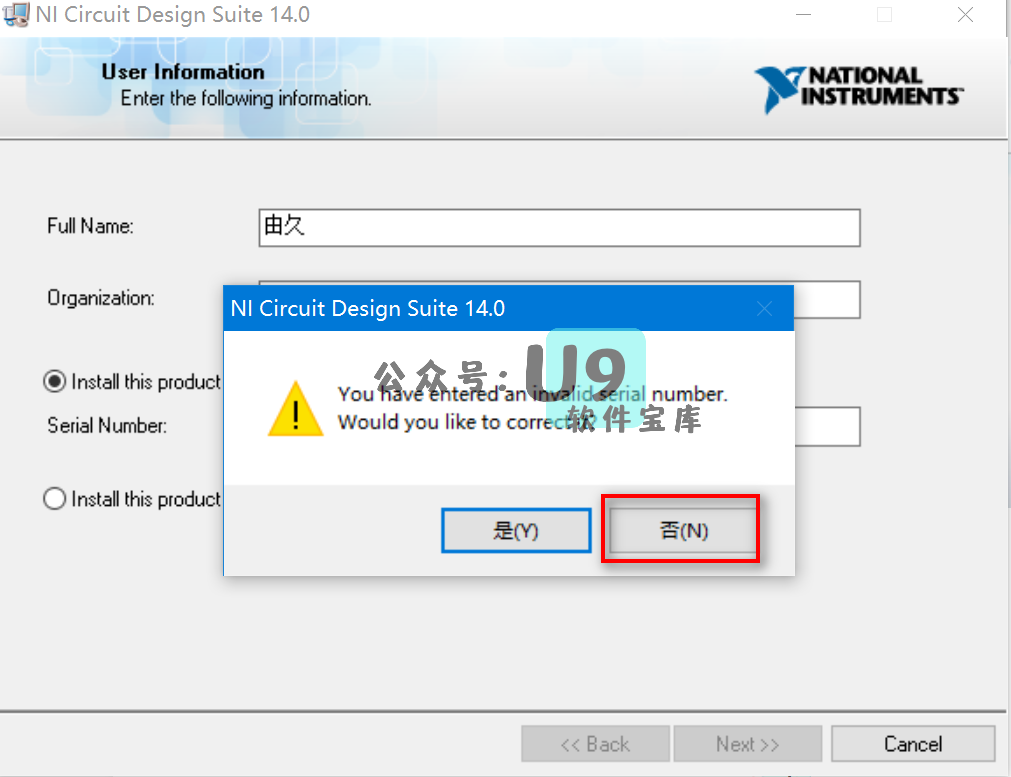 NI Circuit Design Suite 14.0
User Information
Enter the following information.
NATIONAL
INSTRUMENTS™
Full Name:
由久
Organization:
NI Circuit Design Suite 14.0
公众号：U9
软件宝库
You have entered an invalid serial number.
Would you like to correct it?
Install this product
Serial Number:
Install this product
是(Y)
否(N)
<< Back
Next >>
Cancel